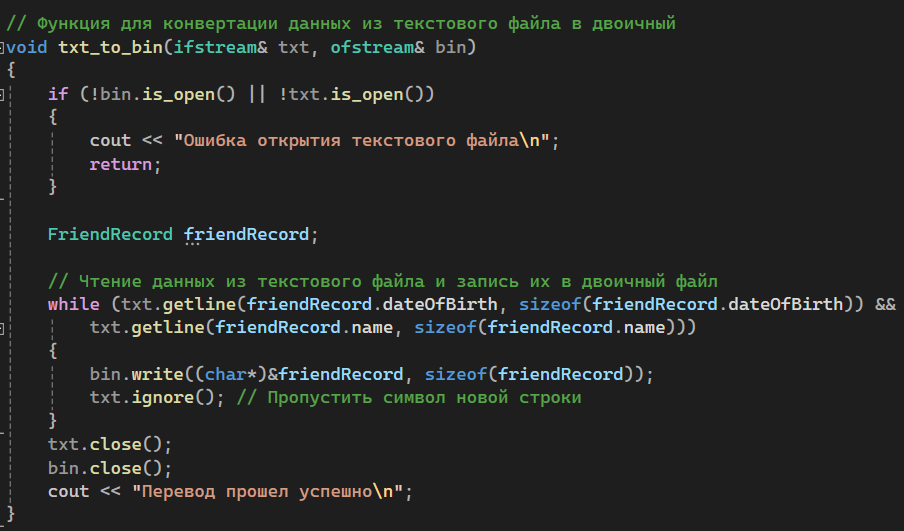 // Функция для конвертации данных из текстового файла в двоичный
void txt_to_bin(ifstream& txt, ofstream& bin)
{
    if (!bin.is_open() || !txt.is_open())
    {
        cout << "Ошибка открытия текстового файла\n";
        return;
    }
    FriendRecord friendRecord;
    // Чтение данных из текстового файла и запись их в двоичный файл
    while (txt.getline(friendRecord.dateOfBirth, sizeof(friendRecord.dateOfBirth)) &&
        txt.getline(friendRecord.name, sizeof(friendRecord.name)))
    {
        bin.write((char*)&friendRecord, sizeof(friendRecord));
        txt.ignore(); // Пропустить символ новой строки
    }
    txt.close();
    bin.close();
    cout << "Перевод прошел успешно\n";
}